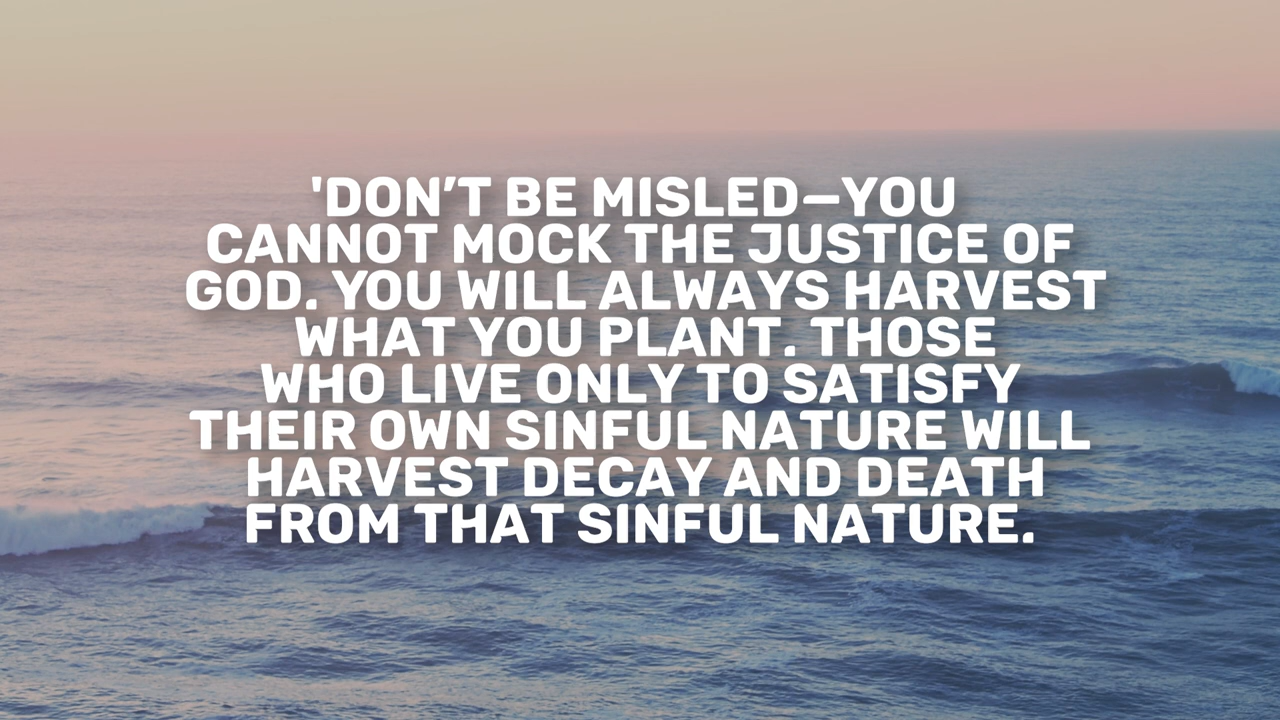 'DON’T BE MISLED—YOU
CANNOT MOCK THE JUSTICE OF
GOD. YOU WILL ALWAYS HARVEST
WHAT YOU PLANT. THOSE
WHO LIVE ONLY TO SATISFY
THEIR OWN SINFUL NATURE WILL
HARVEST DECAY AND DEATH
FROM THAT SINFUL NATURE.